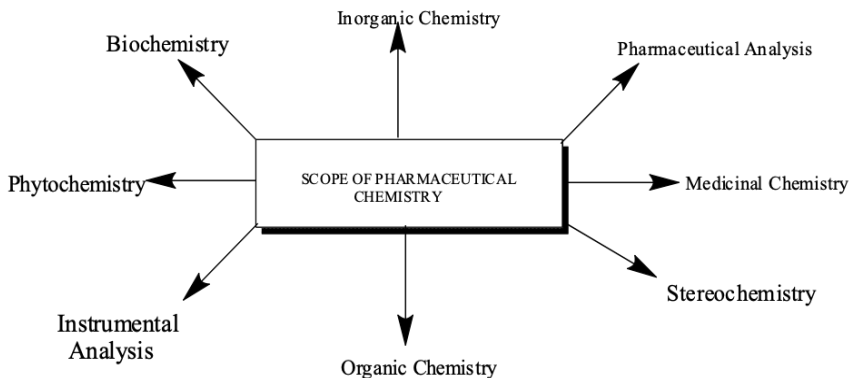 Inorganic Chemistry
Biochemistry
Pharmaceutical Analysis
Phytochemistry
SCOPE OF PHARMACEUTICAL
CHEMISTRY
Medicinal Chemistry
Stereochemistry
Instrumental
Analysis
Organic Chemistry